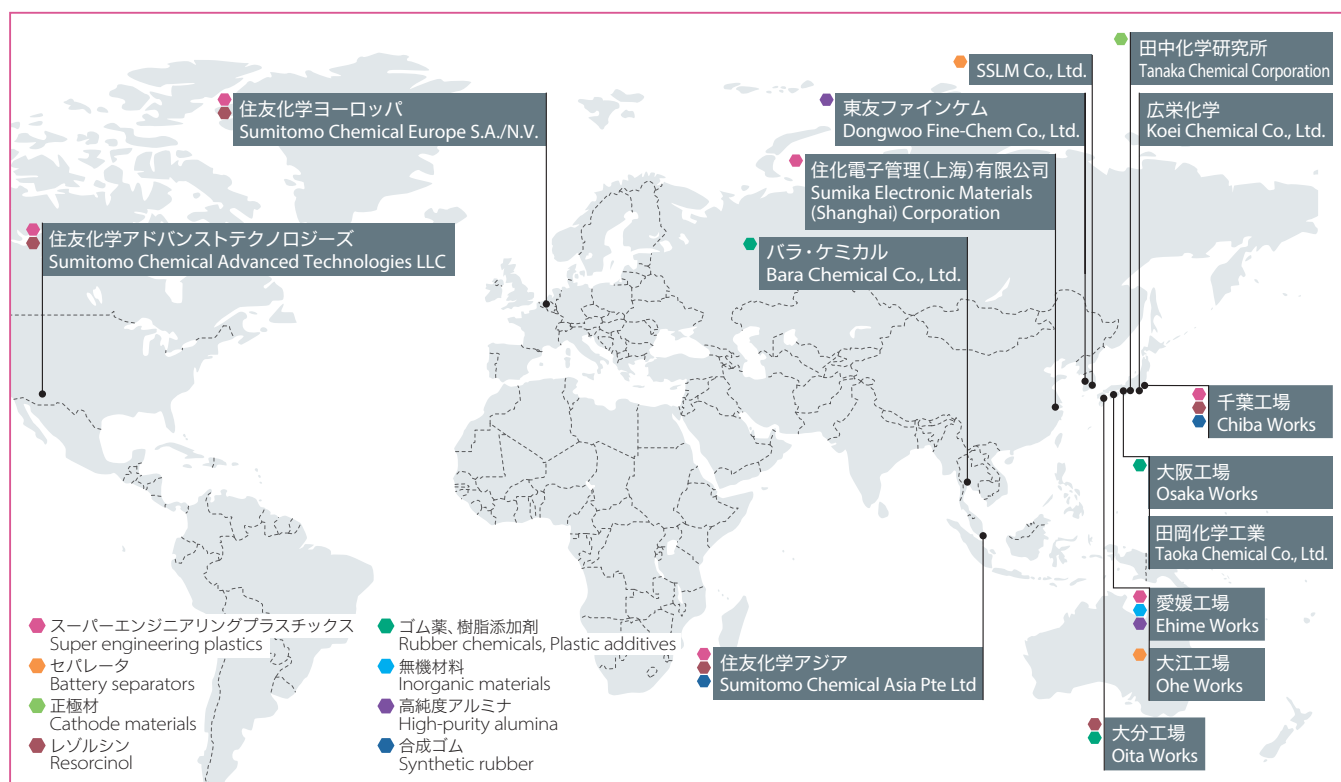 田中化学研究所
Tanaka Chemical Corporation
SSLM Co., Ltd.
住友化学ヨーロッパ
Sumitomo Chemical Europe S.A./N.V.
東友ファインケム
Dongwoo Fine-Chem Co., Ltd.
広栄化学
Koei Chemical Co., Ltd.
住化電子管理(上海)有限公司
Sumika Electronic Materials
(Shanghai) Corporation
住友化学アドバンストテクノロジーズ
Sumitomo Chemical Advanced Technologies LLC
バラ・ケミカル
Bara Chemical Co., Ltd.
千葉工場
Chiba Works
大阪工場
Osaka Works
田岡化学工業
Taoka Chemical Co., Ltd.
愛媛工場
Ehime Works
大江工場
Ohe Works
大分工場
Oita Works
住友化学アジア
Sumitomo Chemical Asia Pte Ltd
スーパーエンジニアリングプラスチックス
Super engineering plastics
セパレータ
Battery separators
正極材
Cathode materials
レゾルシン
Resorcinol
ゴム薬、樹脂添加剤
Rubber chemicals, Plastic additives
無機材料
Inorganic materials
高純度アルミナ
High-purity alumina
合成ゴム
Synthetic rubber